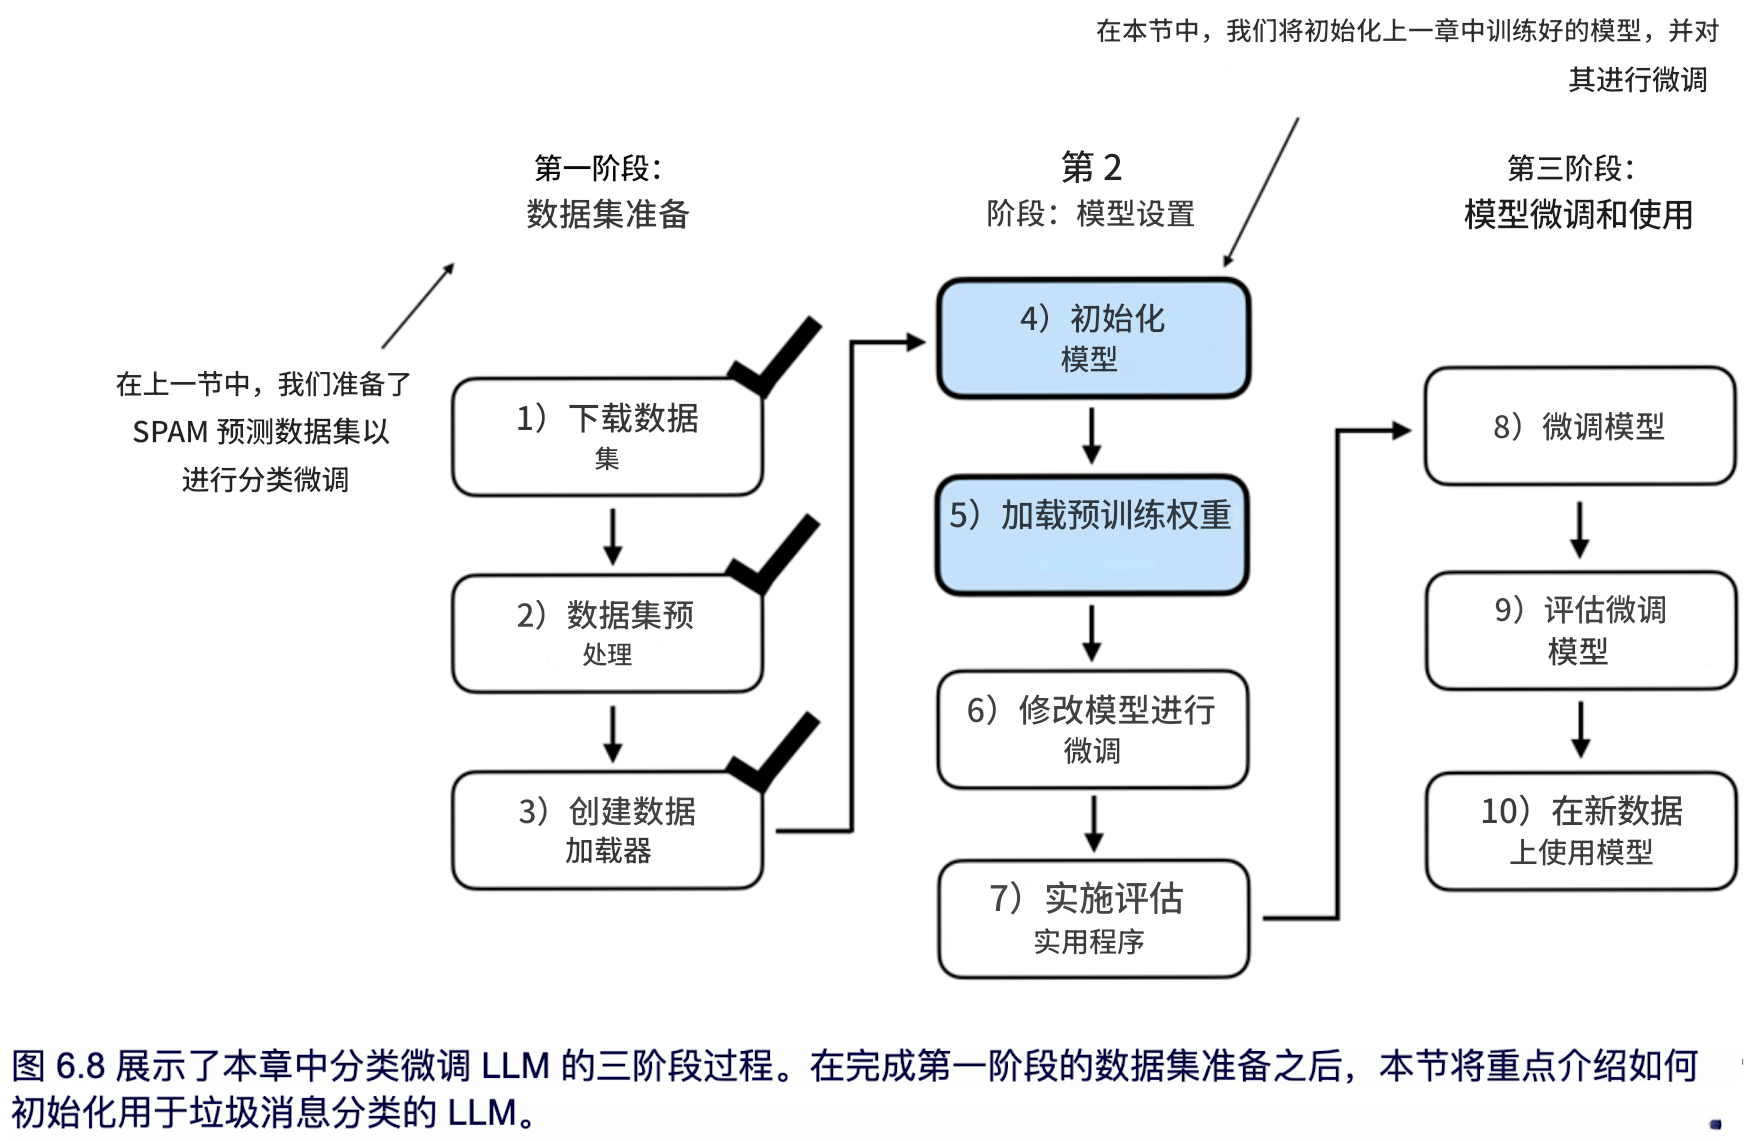 在本节中，我们将初始化上一章中训练好的模型，并对
其进行微调
第一阶段：
数据集准备
第 2
阶段：模型设置
第三阶段：
模型微调和使用
在上一节中，我们准备了
SPAM 预测数据集以
进行分类微调
1）下载数据
集
2）数据集预
处理
3）创建数据
加载器
4）初始化
模型
5）加载预训练权重
6）修改模型进行
微调
7）实施评估
实用程序
8）微调模型
9）评估微调
模型
10）在新数据
上使用模型
图 6.8 展示了本章中分类微调 LLM 的三阶段过程。在完成第一阶段的数据集准备之后，本节将重点介绍如何
初始化用于垃圾消息分类的 LLM。